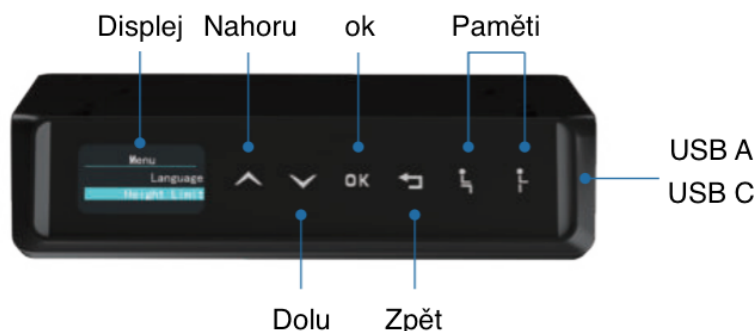 Displej Nahoru ok Paměti
Menu
Language
Height Limit
OK
USB A
USB C
Dolu Zpět